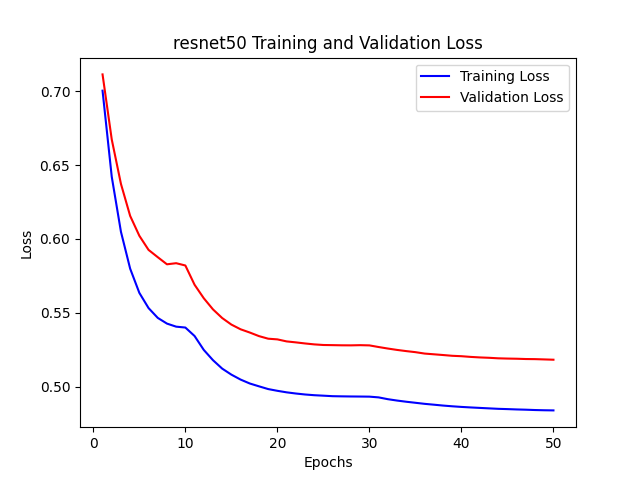 resnet50 Training and Validation Loss
Training Loss
Validation Loss
0.70
0.65
0.60
0.55
0.50
Loss
0
10
20
30
40
50
Epochs